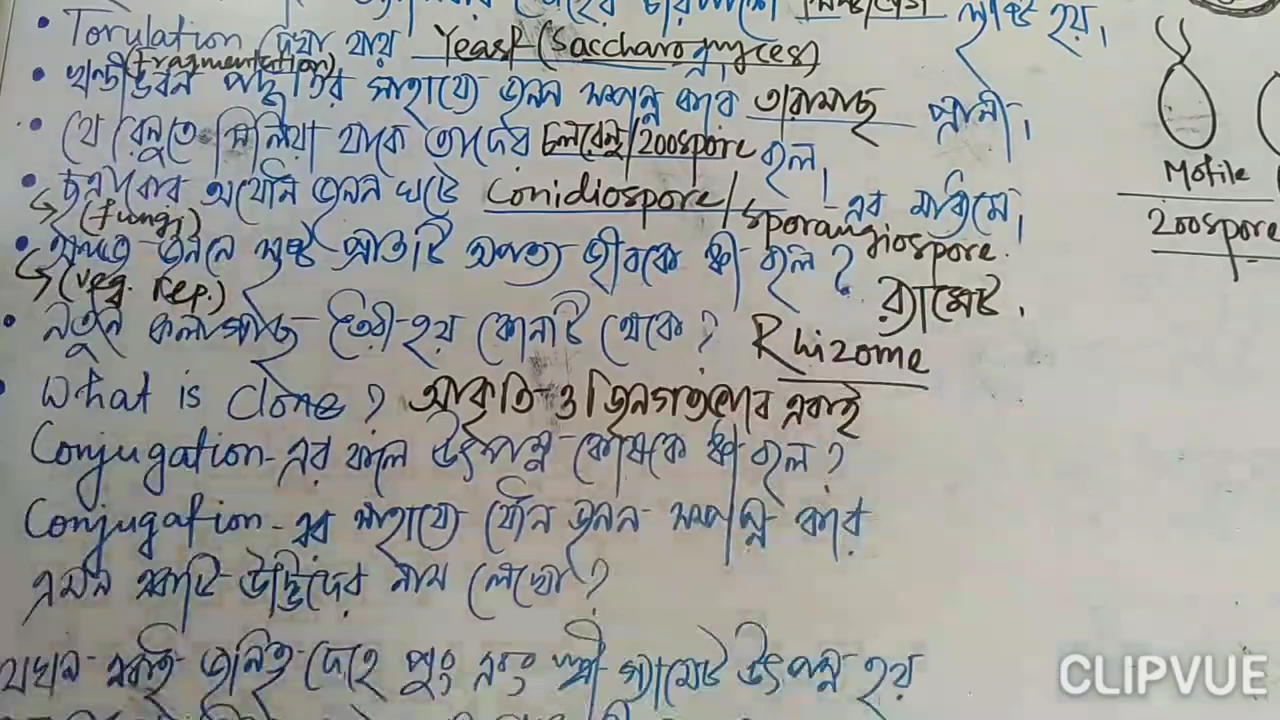 • Torulation দেখা যায় Yeast (Saccharomyces)
(fragmentation)
• খণ্ডীভবন পদ্ধতির সাহায্যে জনন সম্পন্ন করে তারামাছ প্রাণী।
• যে রেনুতে সিলিয়া থাকে তাদের চলরেনু/zoospore বলে।
• ছত্রাকের অযৌন জনন ঘটে Conidiospore/ sporangiospore. -এর মাধ্যমে।
↳ (fungi)
• অঙ্গজ জননে সৃষ্ট প্রতিটি অপত্য জীবকে কী বলে? র‍্যামেট.
↳ (veg. rep.)
• নতুন কলাগাছ তৈরী হয় কোনটি থেকে? Rhizome
• What is clone? আকৃতি ও জিনগতভাবে একই
Conjugation-এর ফলে উৎপন্ন কোষকে কী বলে?
Conjugation-এর সাহায্যে যৌন জনন সম্পন্ন করে
এমন একটি উদ্ভিদের নাম লেখো?
যখন একই জনিতৃ দেহে পুং এবং স্ত্রী গ্যামেট উৎপন্ন হয়
Motile
zoospore
CLIPVUE